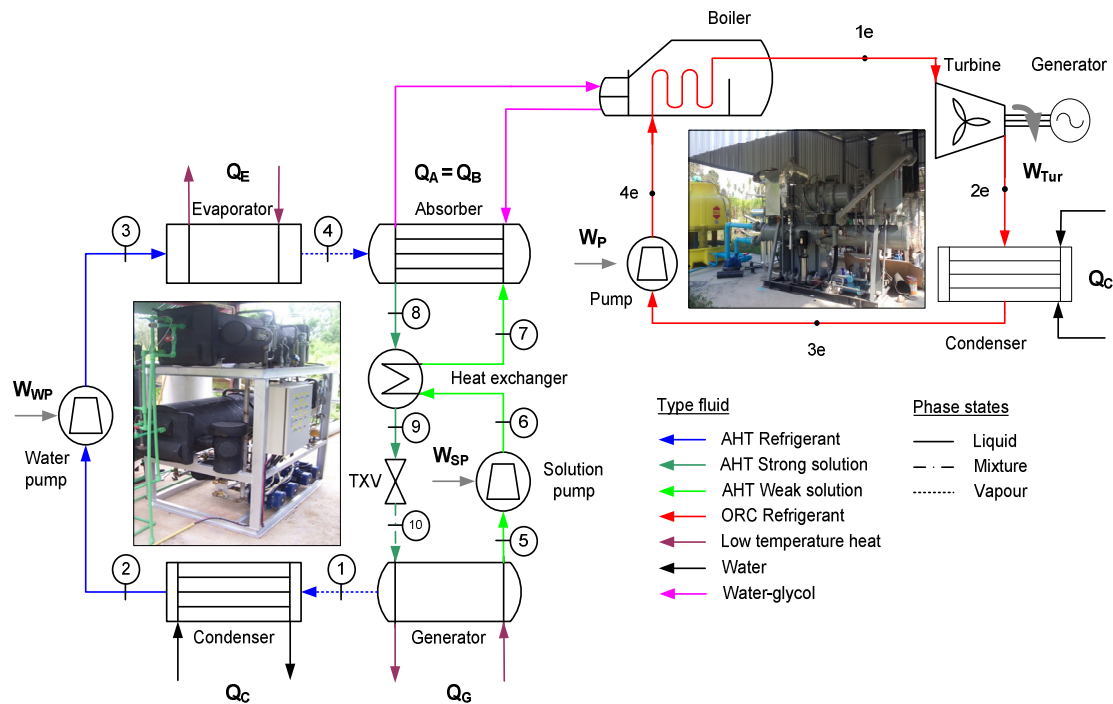 Boiler
1e
Turbine
Generator
W_Tur
2e
4e
W_P
Pump
3e
Q_C
Condenser
Q_E
Evaporator
Q_A = Q_B
Absorber
3
4
8
7
Heat exchanger
W_WP
Water
pump
9
6
TXV
W_SP
Solution
pump
10
5
2
1
Condenser
Generator
Q_C
Q_G
Type fluid
AHT Refrigerant
AHT Strong solution
AHT Weak solution
ORC Refrigerant
Low temperature heat
Water
Water-glycol
Phase states
Liquid
Mixture
Vapour